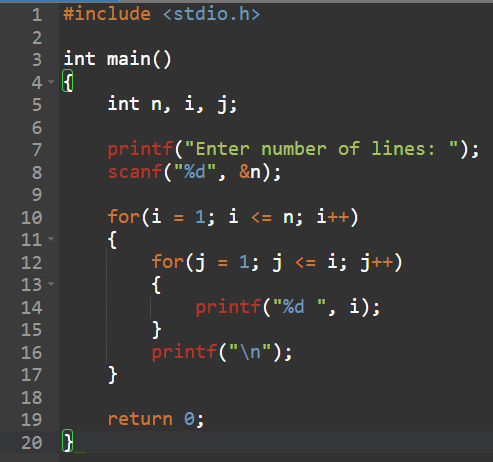 1 #include <stdio.h>
2
3 int main()
4 {
5     int n, i, j;
6
7     printf("Enter number of lines: ");
8     scanf("%d", &n);
9
10     for(i = 1; i <= n; i++)
11     {
12         for(j = 1; j <= i; j++)
13         {
14             printf("%d ", i);
15         }
16         printf("\n");
17     }
18
19     return 0;
20 }